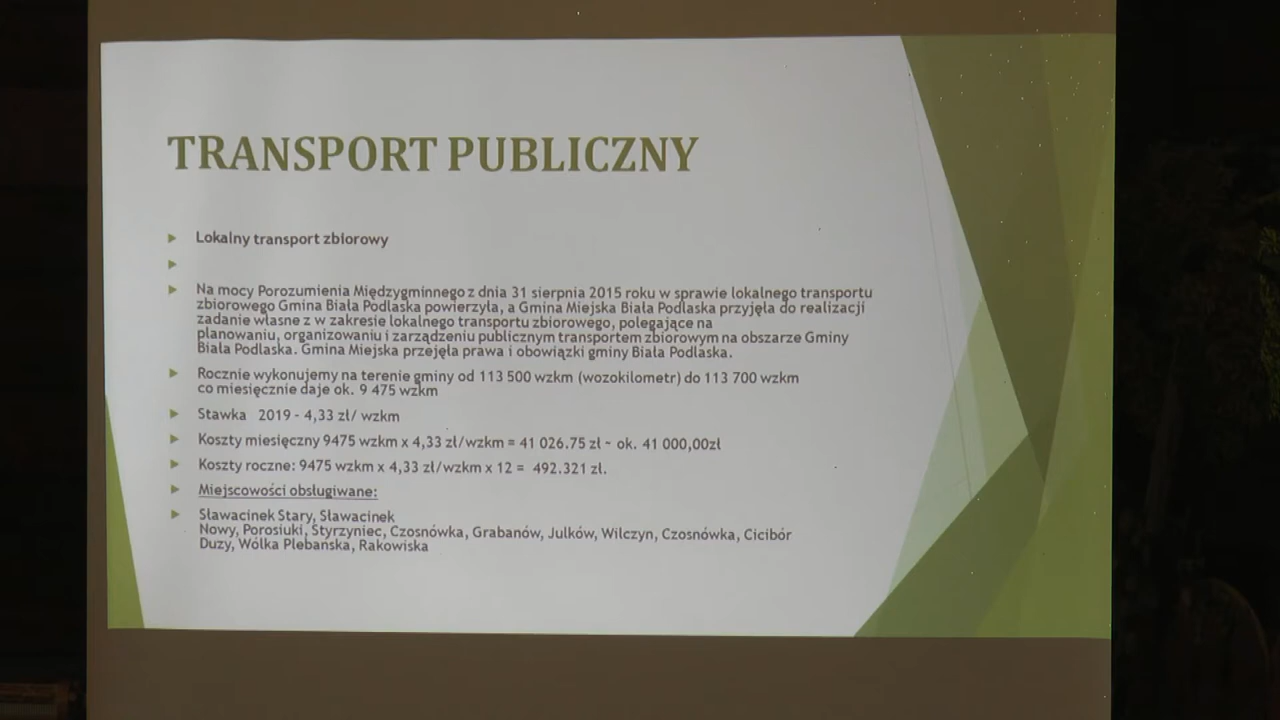 TRANSPORT PUBLICZNY
Lokalny transport zbiorowy
Na mocy Porozumienia Międzygminnego z dnia 31 sierpnia 2015 roku w sprawie lokalnego transportu
zbiorowego Gmina Biała Podlaska powierzyła, a Gmina Miejska Biała Podlaska przyjęła do realizacji
zadanie własne z w zakresie lokalnego transportu zbiorowego, polegające na
planowaniu, organizowaniu i zarządzeniu publicznym transportem zbiorowym na obszarze Gminy
Biała Podlaska. Gmina Miejska przejęła prawa i obowiązki gminy Biała Podlaska.
Rocznie wykonujemy na terenie gminy od 113 500 wzkm (wozokilometr) do 113 700 wzkm
co miesięcznie daje ok. 9 475 wzkm
Stawka 2019 - 4,33 zł/ wzkm
Koszty miesięczny 9475 wzkm x 4,33 zł/wzkm = 41 026.75 zł ~ ok. 41 000,00zł
Koszty roczne: 9475 wzkm x 4,33 zł/wzkm x 12 = 492.321 zł.
Miejscowości obsługiwane:
Sławacinek Stary, Sławacinek
Nowy, Porosiuki, Styrzyniec, Czosnówka, Grabanów, Julków, Wilczyn, Czosnówka, Cicibór
Duzy, Wólka Plebańska, Rakowiska